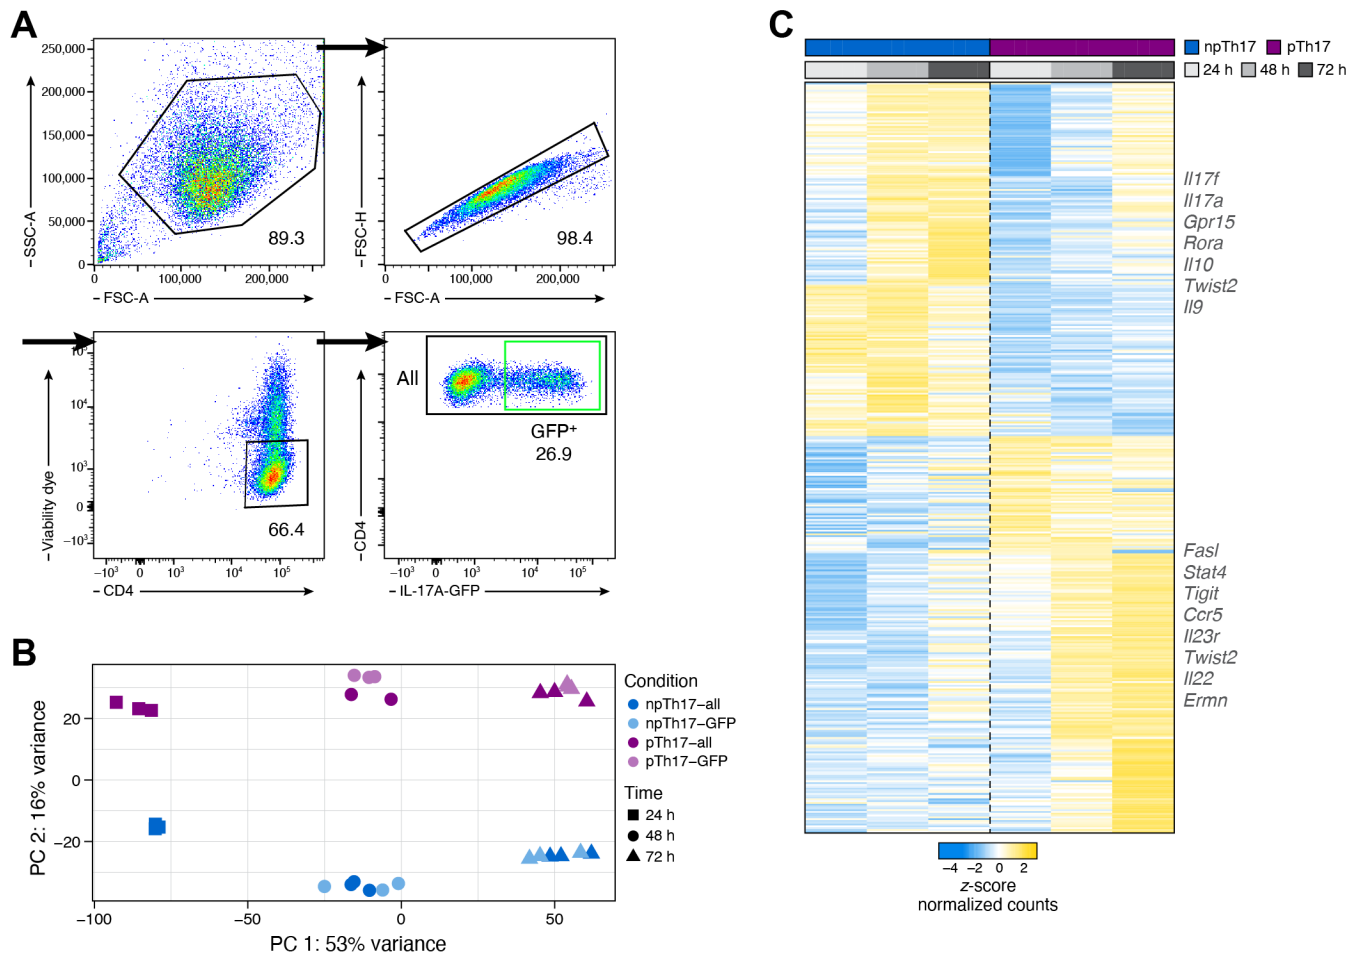 A
250,000
200,000
150,000
100,000
50,000
0
SSC-A
89.3
0 100,000 200,000
FSC-A
FSC-H
98.4
0 100,000 200,000
FSC-A
10⁵
10⁴
10³
0
−10³
Viability dye
66.4
−10³ 0 10³ 10⁴ 10⁵
CD4
CD4
All
GFP⁺
26.9
−10³ 0 10³ 10⁴ 10⁵
IL-17A-GFP
B
PC 2: 16% variance
20
0
−20
−100 −50 0 50
PC 1: 53% variance
Condition
npTh17−all
npTh17−GFP
pTh17−all
pTh17−GFP
Time
24 h
48 h
72 h
C
npTh17 pTh17
24 h 48 h 72 h
Il17f
Il17a
Gpr15
Rora
Il10
Twist2
Il9
Fasl
Stat4
Tigit
Ccr5
Il23r
Twist2
Il22
Ermn
−4 −2 0 2
z-score
normalized counts